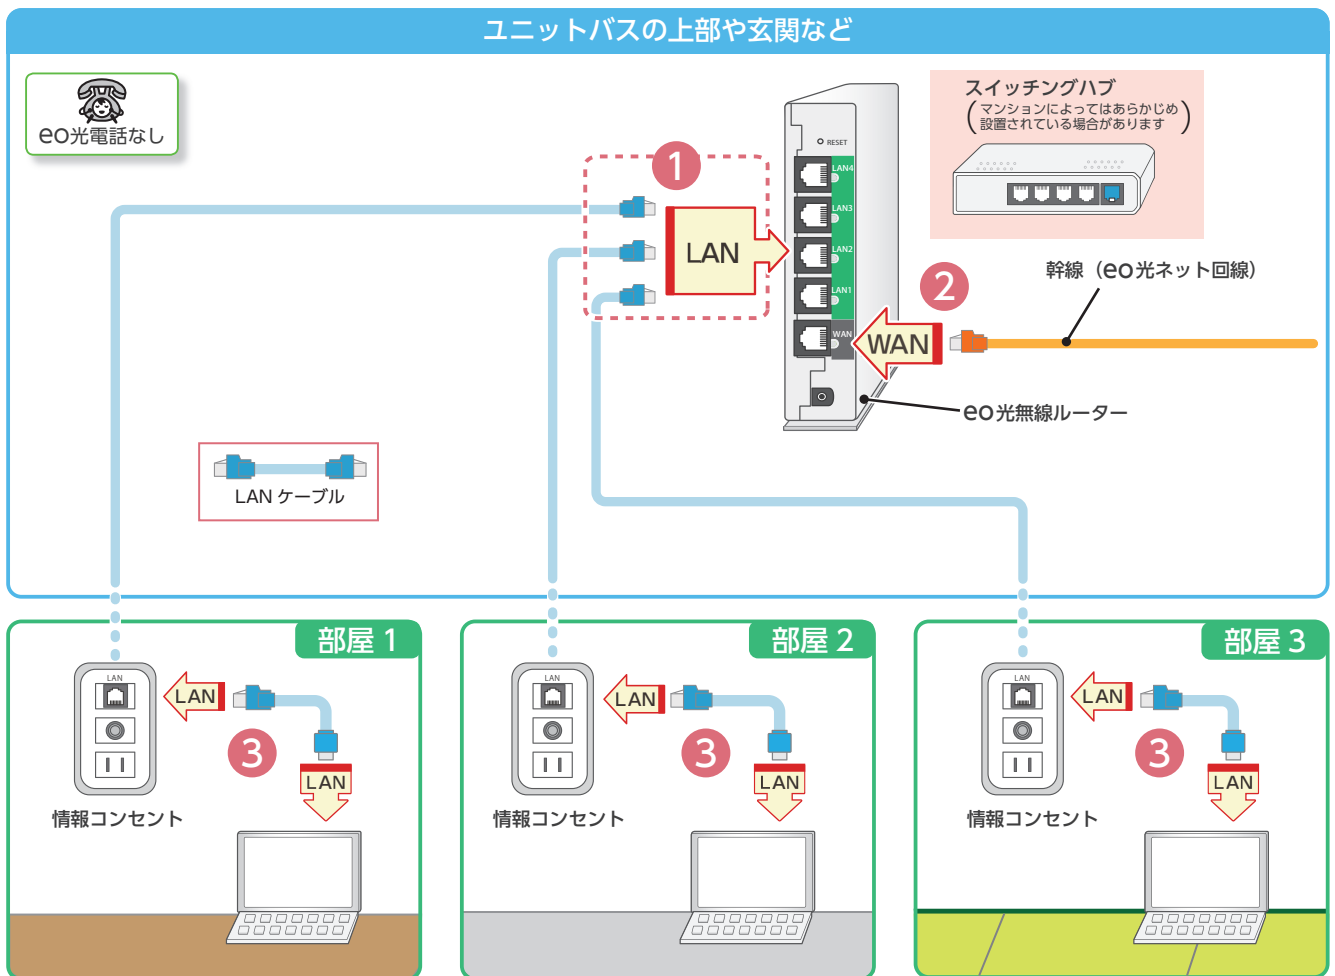 ユニットバスの上部や玄関など
eo光電話なし
スイッチングハブ
(マンションによってはあらかじめ
設置されている場合があります)
RESET
LAN4
LAN3
LAN2
LAN1
WAN
1
LAN
2
WAN
幹線（eo光ネット回線）
eo光無線ルーター
LAN ケーブル
部屋 1
LAN
LAN
3
LAN
情報コンセント
部屋 2
LAN
LAN
3
LAN
情報コンセント
部屋 3
LAN
LAN
3
LAN
情報コンセント